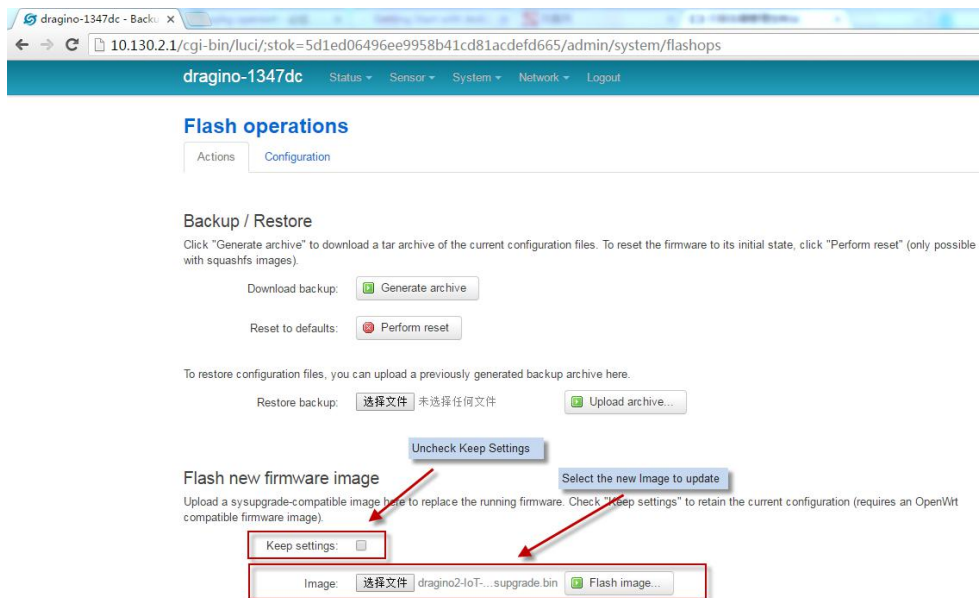 dragino-1347dc - Backu
10.130.2.1/cgi-bin/luci/;stok=5d1ed06496ee9958b41cd81acdefd665/admin/system/flashops
dragino-1347dc Status Sensor System Network Logout
Flash operations
Actions Configuration
Backup / Restore
Click "Generate archive" to download a tar archive of the current configuration files. To reset the firmware to its initial state, click "Perform reset" (only possible
with squashfs images).
Download backup: Generate archive
Reset to defaults: Perform reset
To restore configuration files, you can upload a previously generated backup archive here.
Restore backup: 选择文件 未选择任何文件 Upload archive...
Uncheck Keep Settings
Flash new firmware image
Select the new Image to update
Upload a sysupgrade-compatible image here to replace the running firmware. Check "Keep settings" to retain the current configuration (requires an OpenWrt
compatible firmware image).
Keep settings:
Image: 选择文件 dragino2-IoT-...supgrade.bin Flash image...